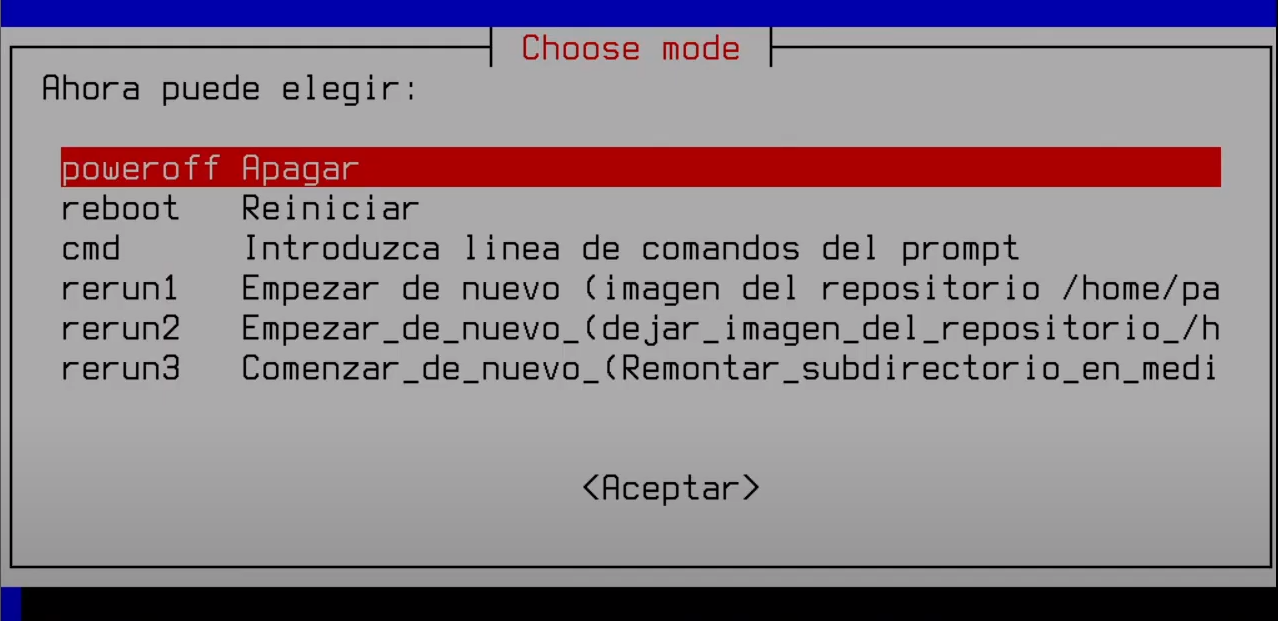 Choose mode
Ahora puede elegir:
poweroff Apagar
reboot Reiniciar
cmd Introduzca linea de comandos del prompt
rerun1 Empezar de nuevo (imagen del repositorio /home/pa
rerun2 Empezar_de_nuevo_(dejar_imagen_del_repositorio_/h
rerun3 Comenzar_de_nuevo_(Remontar_subdirectorio_en_medi
<Aceptar>